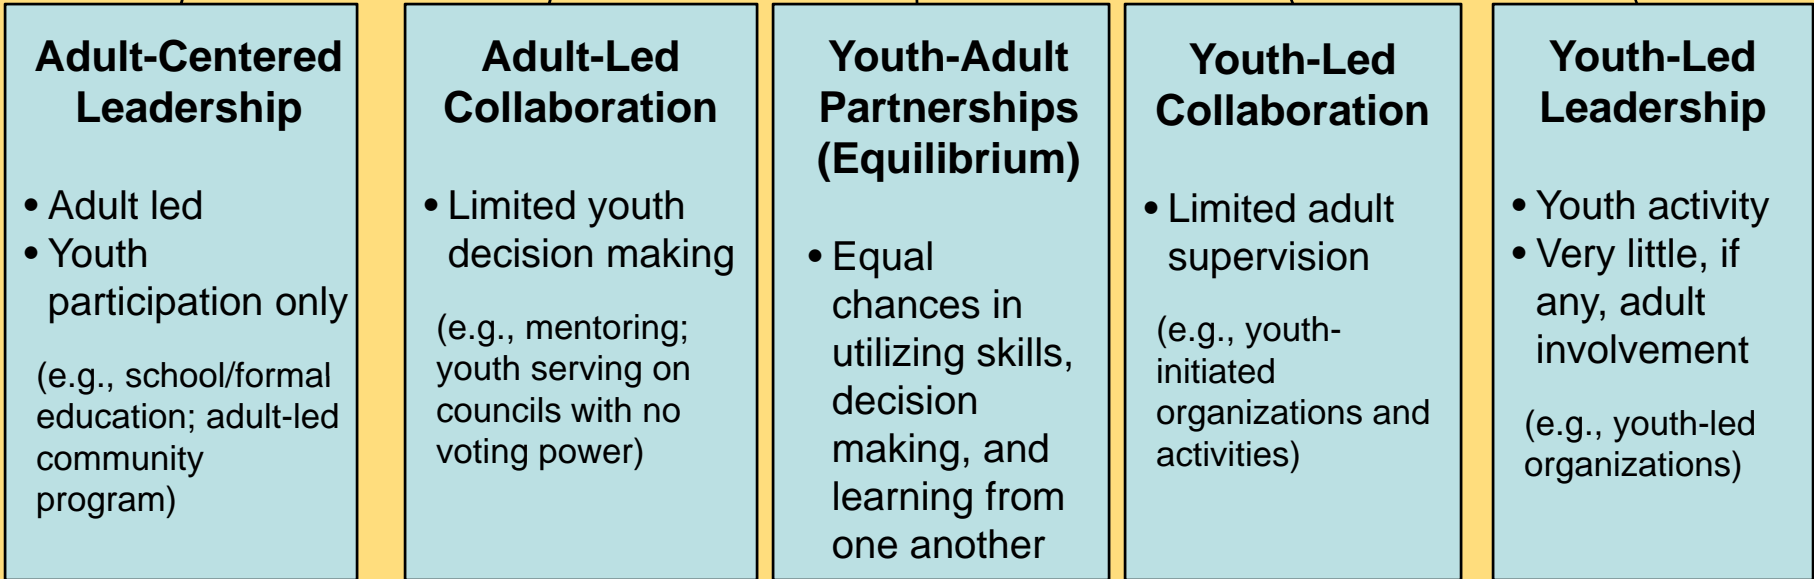 Adult-Centered
Leadership
• Adult led
• Youth
participation only
(e.g., school/formal
education; adult-led
community
program)
Adult-Led
Collaboration
• Limited youth
decision making
(e.g., mentoring;
youth serving on
councils with no
voting power)
Youth-Adult
Partnerships
(Equilibrium)
• Equal
chances in
utilizing skills,
decision
making, and
learning from
one another
Youth-Led
Collaboration
• Limited adult
supervision
(e.g., youth-
initiated
organizations and
activities)
Youth-Led
Leadership
• Youth activity
• Very little, if
any, adult
involvement
(e.g., youth-led
organizations)